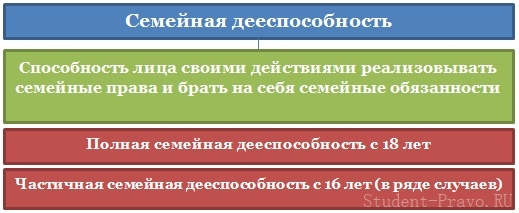 Семейная дееспособность
Способность лица своими действиями реализовывать
семейные права и брать на себя семейные обязанности
Полная семейная дееспособность с 18 лет
Частичная семейная дееспособность с 16 лет (в ряде случаев)
Student-Pravo.RU